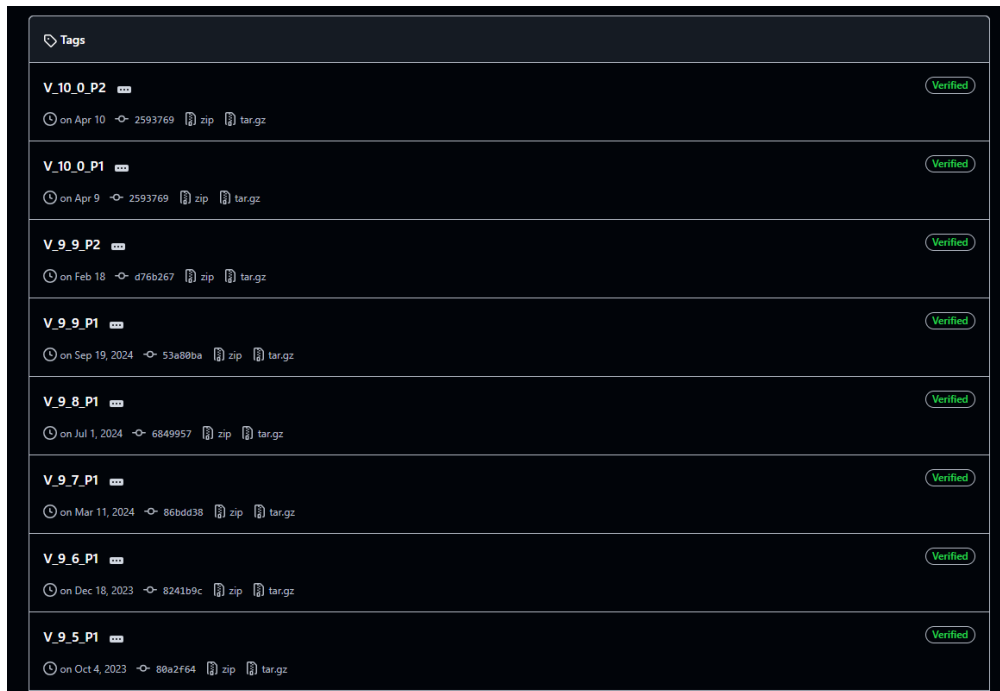 Tags
V_10_0_P2 Verified
on Apr 10 2593769 zip tar.gz
V_10_0_P1 Verified
on Apr 9 2593769 zip tar.gz
V_9_9_P2 Verified
on Feb 18 d76b267 zip tar.gz
V_9_9_P1 Verified
on Sep 19, 2024 53a80ba zip tar.gz
V_9_8_P1 Verified
on Jul 1, 2024 6849957 zip tar.gz
V_9_7_P1 Verified
on Mar 11, 2024 86bdd38 zip tar.gz
V_9_6_P1 Verified
on Dec 18, 2023 8241b9c zip tar.gz
V_9_5_P1 Verified
on Oct 4, 2023 80a2f64 zip tar.gz